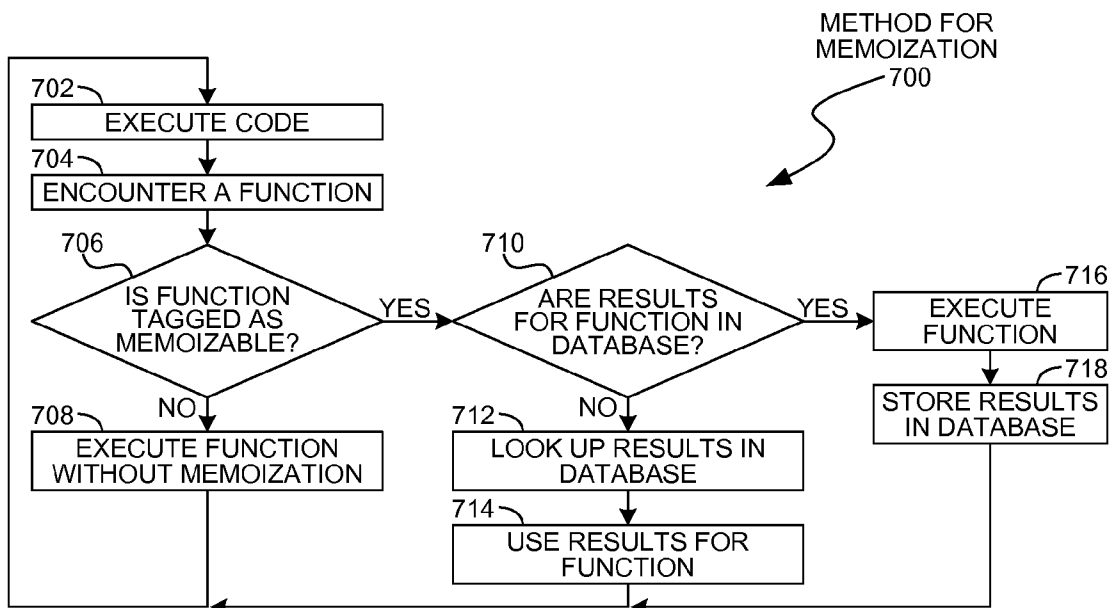 METHOD FOR
MEMOIZATION
700
702
EXECUTE CODE
704
ENCOUNTER A FUNCTION
706
IS FUNCTION
TAGGED AS
MEMOIZABLE?
YES
NO
708
EXECUTE FUNCTION
WITHOUT MEMOIZATION
710
ARE RESULTS
FOR FUNCTION IN
DATABASE?
YES
NO
712
LOOK UP RESULTS IN
DATABASE
714
USE RESULTS FOR
FUNCTION
716
EXECUTE
FUNCTION
718
STORE RESULTS
IN DATABASE